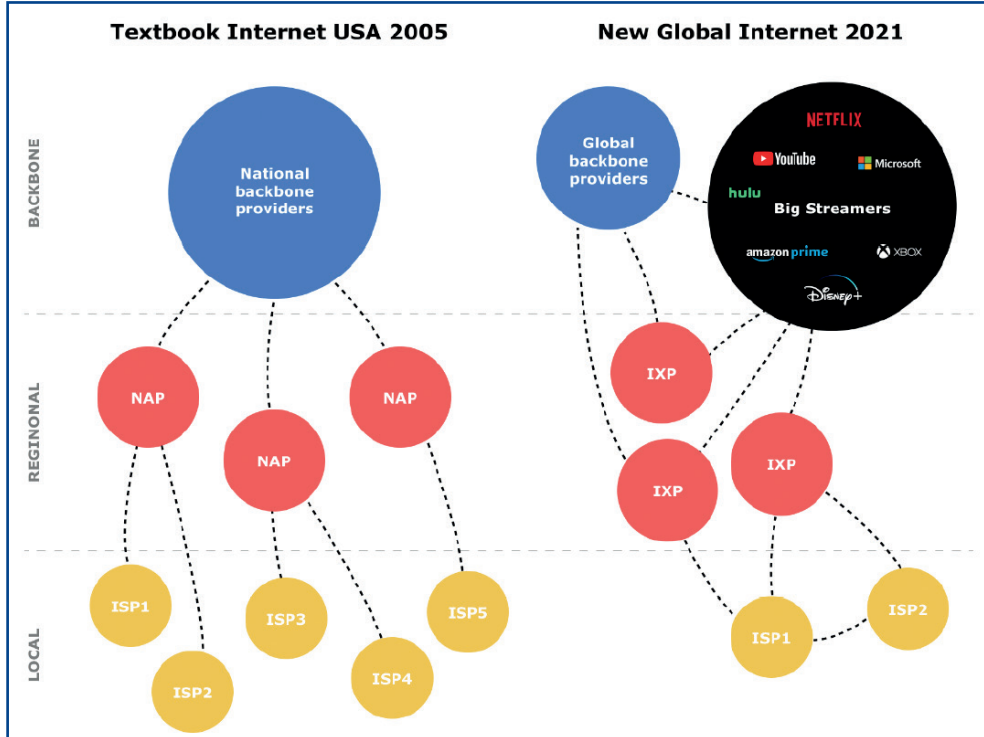 Textbook Internet USA 2005
New Global Internet 2021
BACKBONE
REGINONAL
LOCAL
National
backbone
providers
NAP
NAP
NAP
ISP1
ISP2
ISP3
ISP4
ISP5
Global
backbone
providers
NETFLIX
YouTube
Microsoft
hulu
Big Streamers
amazon prime
XBOX
Disney+
IXP
IXP
IXP
ISP1
ISP2